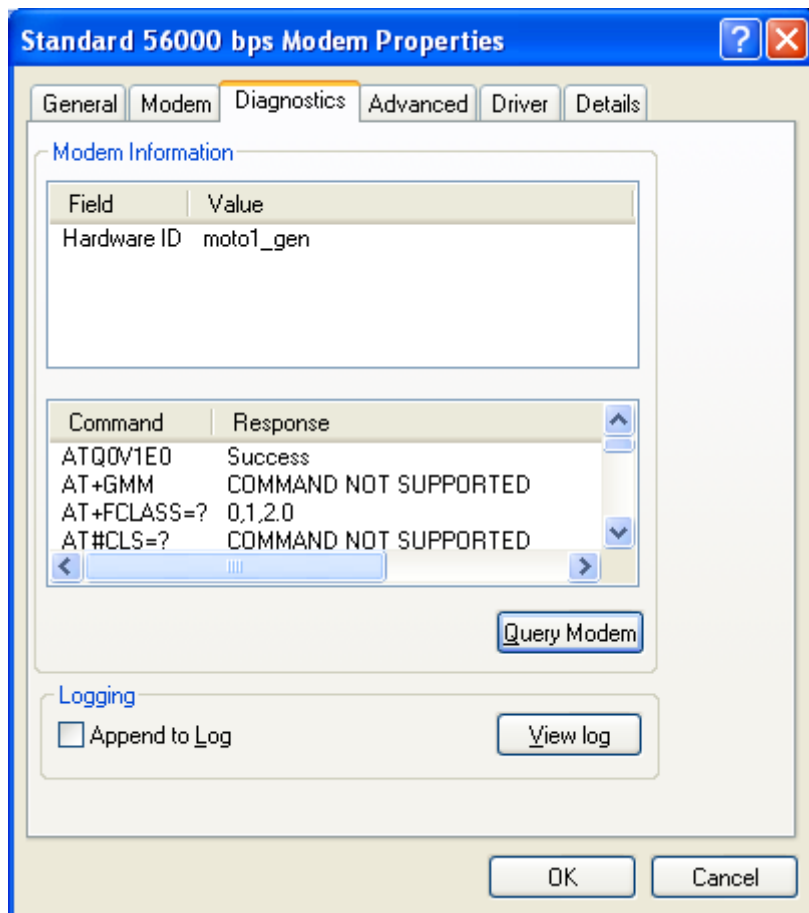 Standard 56000 bps Modem Properties
General Modem Diagnostics Advanced Driver Details
Modem Information
Field Value
Hardware ID moto1_gen
Command Response
ATQ0V1E0 Success
AT+GMM COMMAND NOT SUPPORTED
AT+FCLASS=? 0,1,2.0
AT#CLS=? COMMAND NOT SUPPORTED
Query Modem
Logging
Append to Log View log
OK Cancel